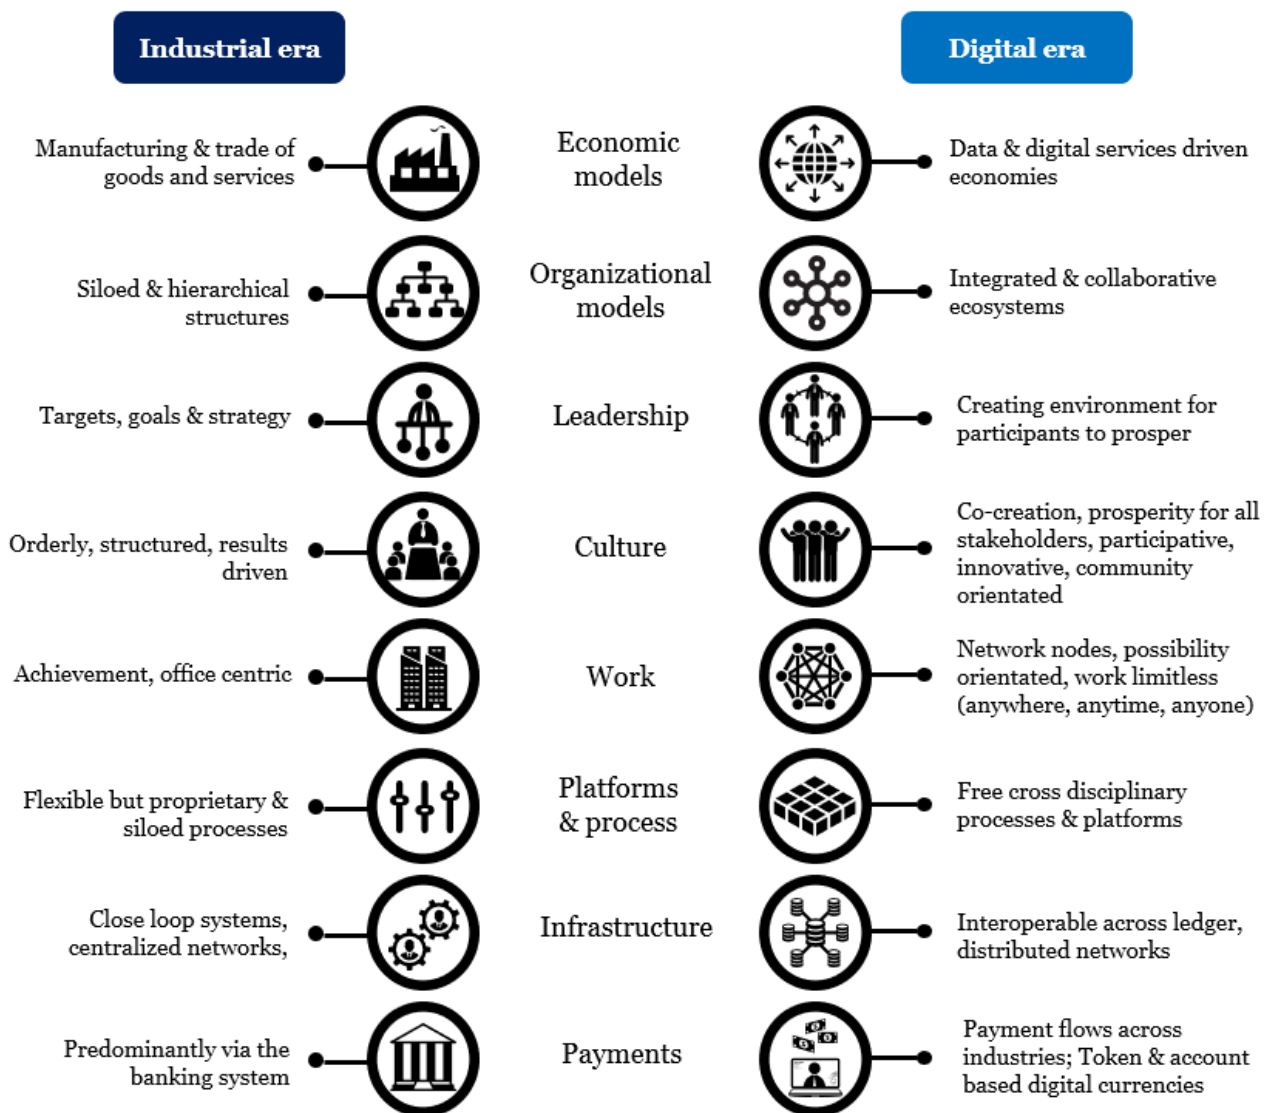 Industrial era
Digital era
Manufacturing & trade of
goods and services
Economic
models
Data & digital services driven
economies
Siloed & hierarchical
structures
Organizational
models
Integrated & collaborative
ecosystems
Targets, goals & strategy
Leadership
Creating environment for
participants to prosper
Orderly, structured, results
driven
Culture
Co-creation, prosperity for all
stakeholders, participative,
innovative, community
orientated
Achievement, office centric
Work
Network nodes, possibility
orientated, work limitless
(anywhere, anytime, anyone)
Flexible but proprietary &
siloed processes
Platforms
& process
Free cross disciplinary
processes & platforms
Close loop systems,
centralized networks,
Infrastructure
Interoperable across ledger,
distributed networks
Predominantly via the
banking system
Payments
Payment flows across
industries; Token & account
based digital currencies